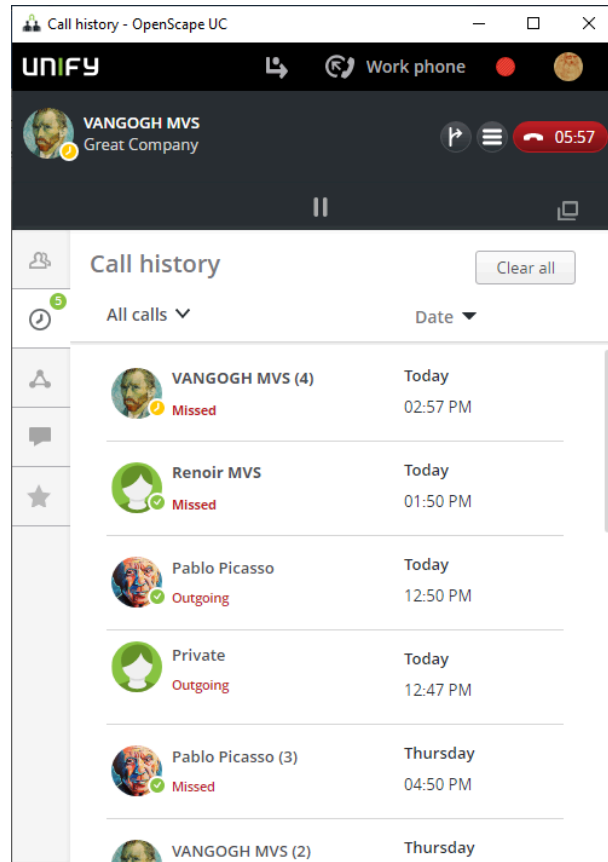 Call history - OpenScape UC
UNIFY
Work phone
VANGOGH MVS
Great Company
05:57
Call history
Clear all
5
All calls
Date
VANGOGH MVS (4)
Today
Missed
02:57 PM
Renoir MVS
Today
Missed
01:50 PM
Pablo Picasso
Today
Outgoing
12:50 PM
Private
Today
Outgoing
12:47 PM
Pablo Picasso (3)
Thursday
Missed
04:50 PM
VANGOGH MVS (2)
Thursday